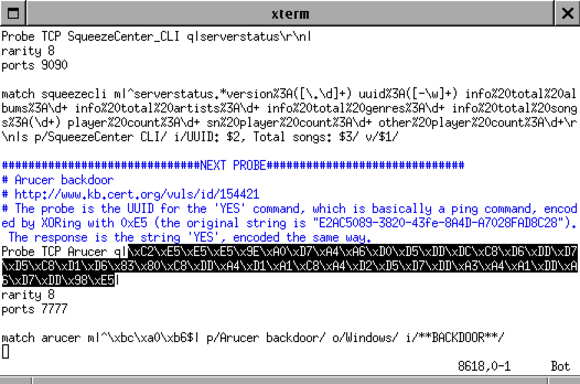 xterm
Probe TCP SqueezeCenter_CLI q|serverstatus\r\n|
rarity 8
ports 9090
match squeezecli m|^serverstatus.*version%3A([\.\d]+) uuid%3A([-\w]+) info%20total%20al
bums%3A\d+ info%20total%20artists%3A\d+ info%20total%20genres%3A\d+ info%20total%20song
s%3A(\d+) player%20count%3A\d+ sn%20player%20count%3A\d+ other%20player%20count%3A\d+\r
\n|s p/SqueezeCenter CLI/ i/UUID: $2, Total songs: $3/ v/$1/
##############################NEXT PROBE##############################
# Arucer backdoor
# http://www.kb.cert.org/vuls/id/154421
# The probe is the UUID for the 'YES' command, which is basically a ping command, encod
ed by XORing with 0xE5 (the original string is "E2AC5089-3820-43fe-8A4D-A7028FAD8C28").
The response is the string 'YES', encoded the same way.
Probe TCP Arucer q|\xC2\xE5\xE5\xE5\x9E\xA0\xD7\xA4\xA6\xD0\xD5\xDD\xDC\xC8\xD6\xDD\xD7
\xD5\xC8\xD1\xD6\x83\x80\xC8\xDD\xA4\xD1\xA1\xC8\xA4\xD2\xD5\xD7\xDD\xA3\xA4\xA1\xDD\xA
6\xD7\xDD\x98\xE5|
rarity 8
ports 7777
match arucer m|^\xbc\xa0\xb6$| p/Arucer backdoor/ o/Windows/ i/**BACKDOOR**/
8618,0-1 Bot